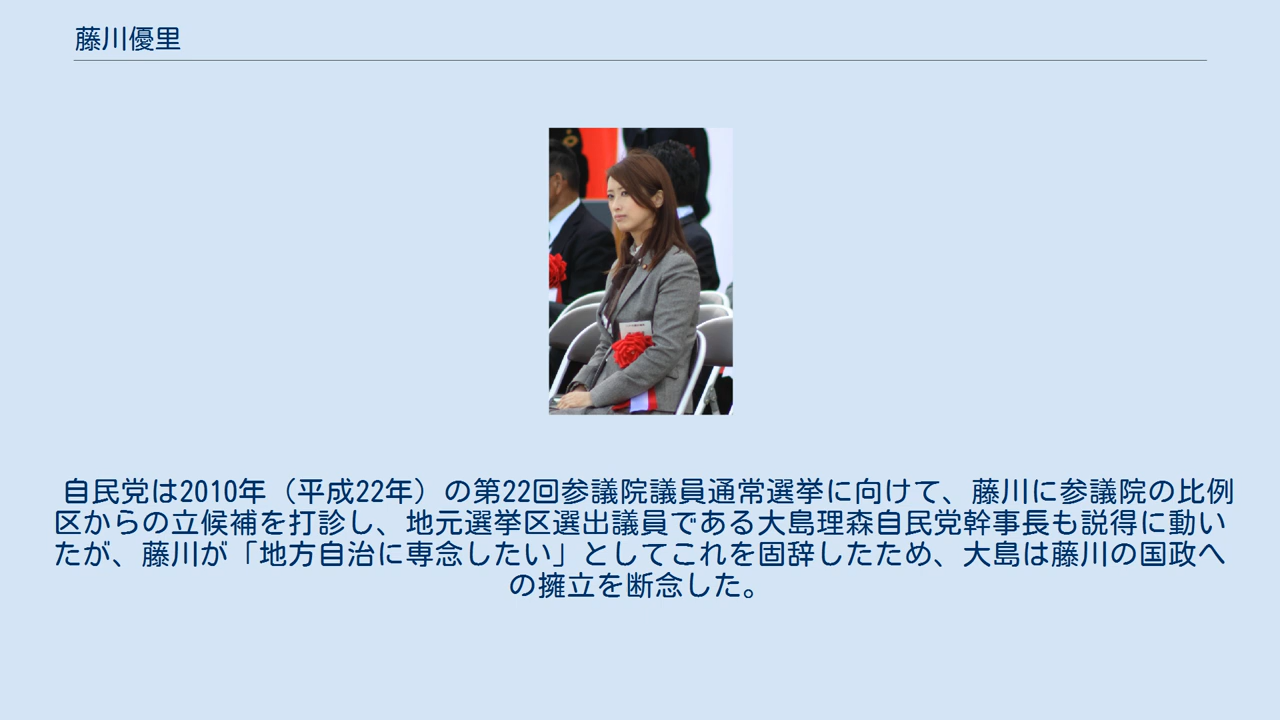 藤川優里
自民党は2010年（平成22年）の第22回参議院議員通常選挙に向けて、藤川に参議院の比例
区からの立候補を打診し、地元選挙区選出議員である大島理森自民党幹事長も説得に動い
たが、藤川が「地方自治に専念したい」としてこれを固辞したため、大島は藤川の国政へ
の擁立を断念した。